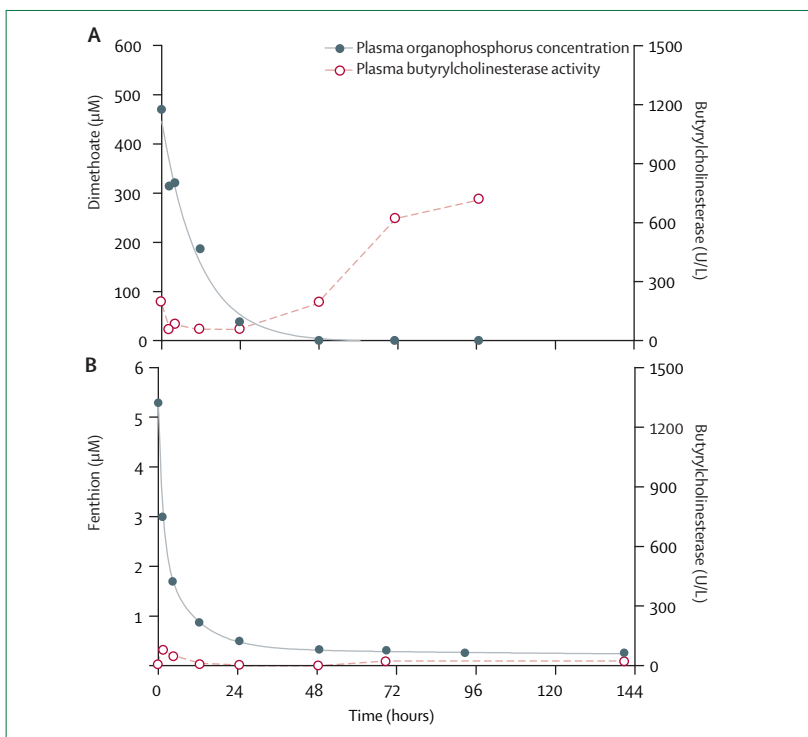 A
Plasma organophosphorus concentration
Plasma butyrylcholinesterase activity
600
500
400
300
200
100
0
Dimethoate (µM)
1500
1200
900
600
300
0
Butyrylcholinesterase (U/L)
B
6
5
4
3
2
1
Fenthion (µM)
1500
1200
900
600
300
0
Butyrylcholinesterase (U/L)
0 24 48 72 96 120 144
Time (hours)